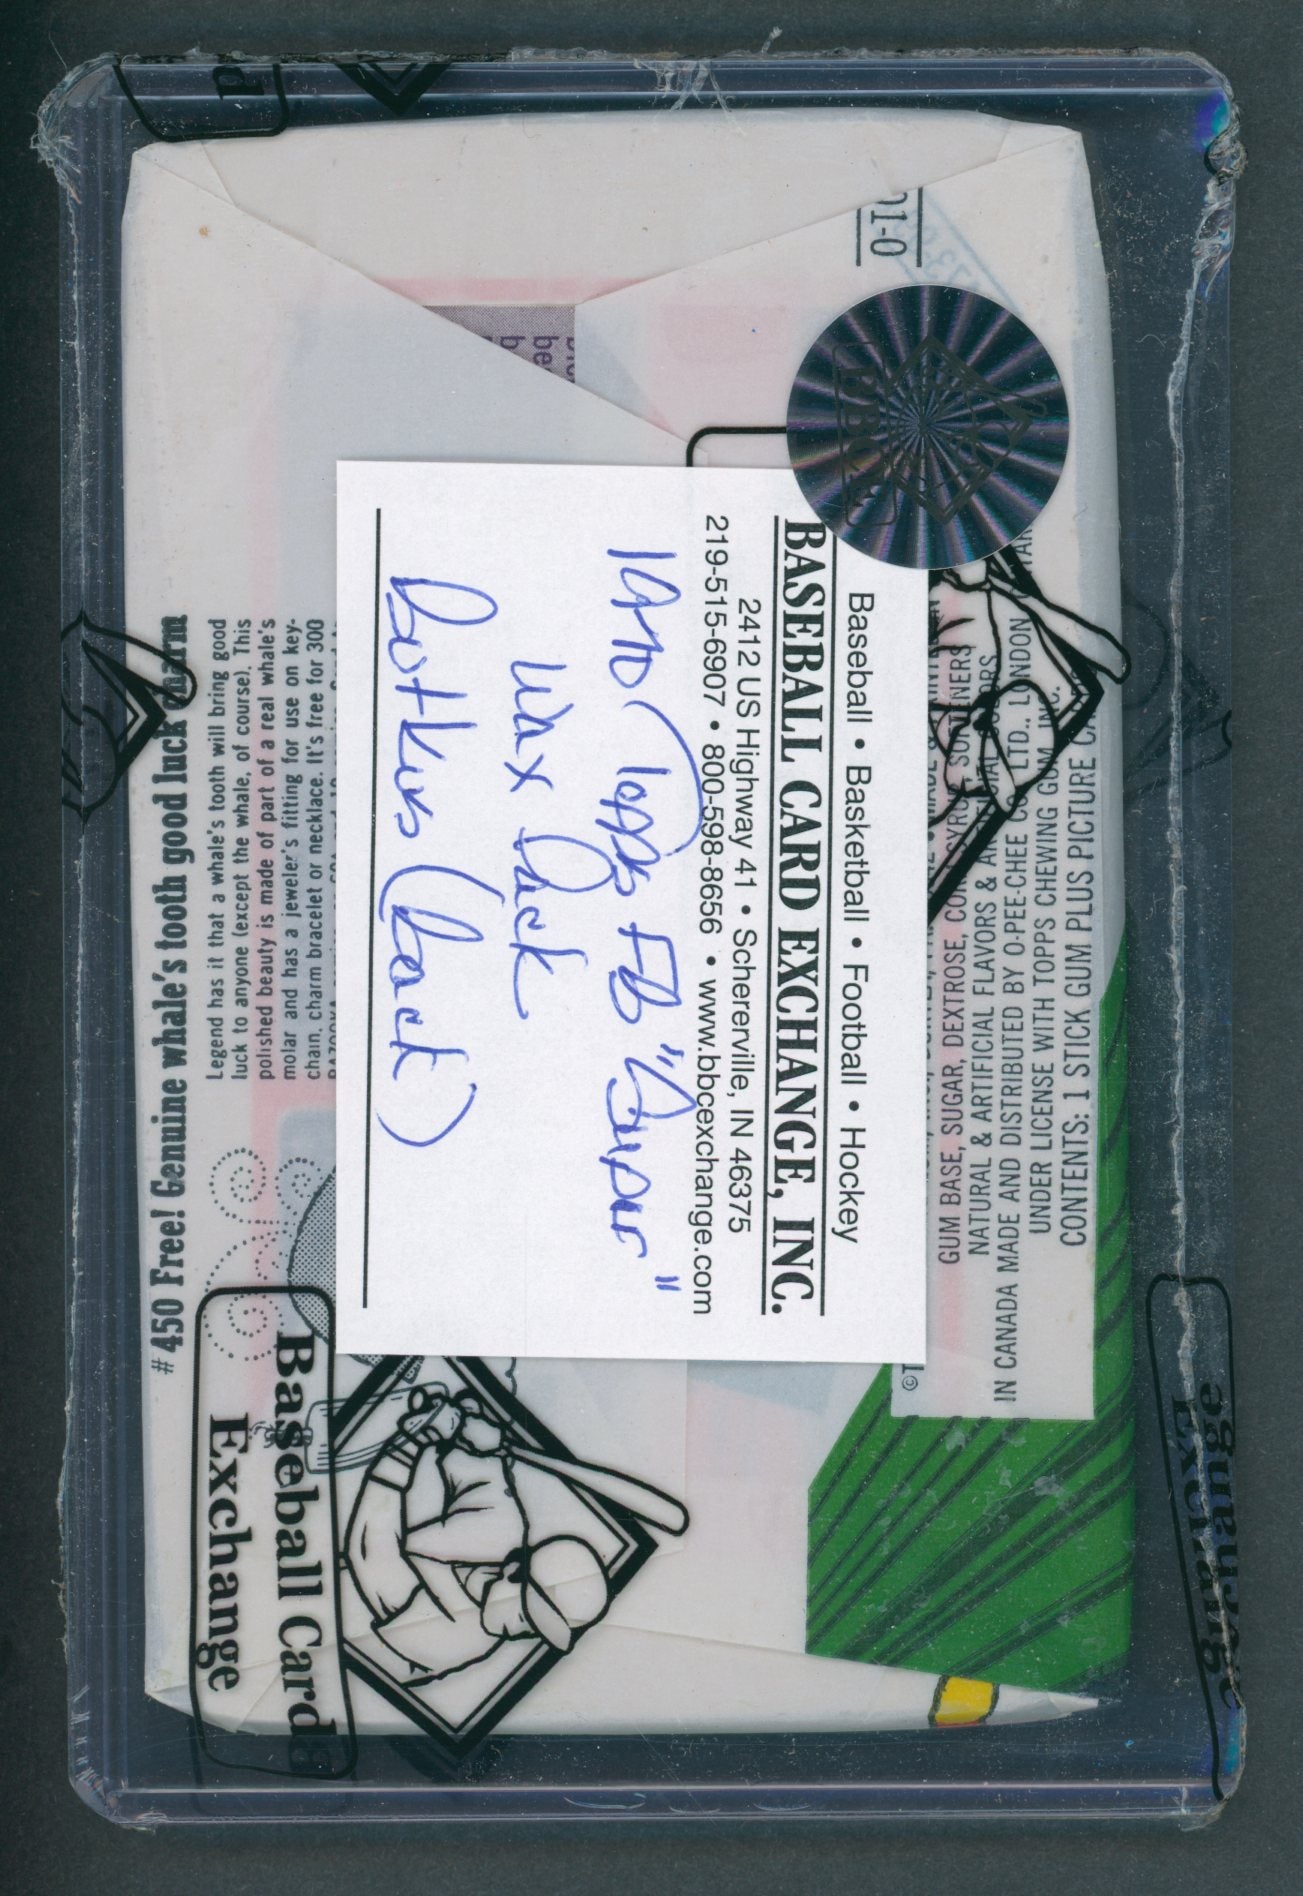 Baseball • Basketball • Football • Hockey
BASEBALL CARD EXCHANGE, INC.
2412 US Highway 41 • Schererville, IN 46375
219-515-6907 • 800-598-8656 • www.bbcexchange.com
1970 Topps Fb "Super"
Wax Pack
Butkus (back)
#450 Free! Genuine whale's tooth good luck charm
Legend has it that a whale's tooth will bring good
luck to anyone (except the whale, of course). This
polished beauty is made of part of a real whale's
molar and has a jeweler's fitting for use on key-
chain, charm bracelet or necklace. It's free for 300
GUM BASE, SUGAR, DEXTROSE, CORN SYRUP, SOFTENERS
NATURAL & ARTIFICIAL FLAVORS &
IN CANADA MADE AND DISTRIBUTED BY O-PEE-CHEE CO. LTD., LONDON
UNDER LICENSE WITH TOPPS CHEWING GUM INC.
CONTENTS: 1 STICK GUM PLUS PICTURE
01-0
BBCE
Baseball Card
Exchange
Exchange